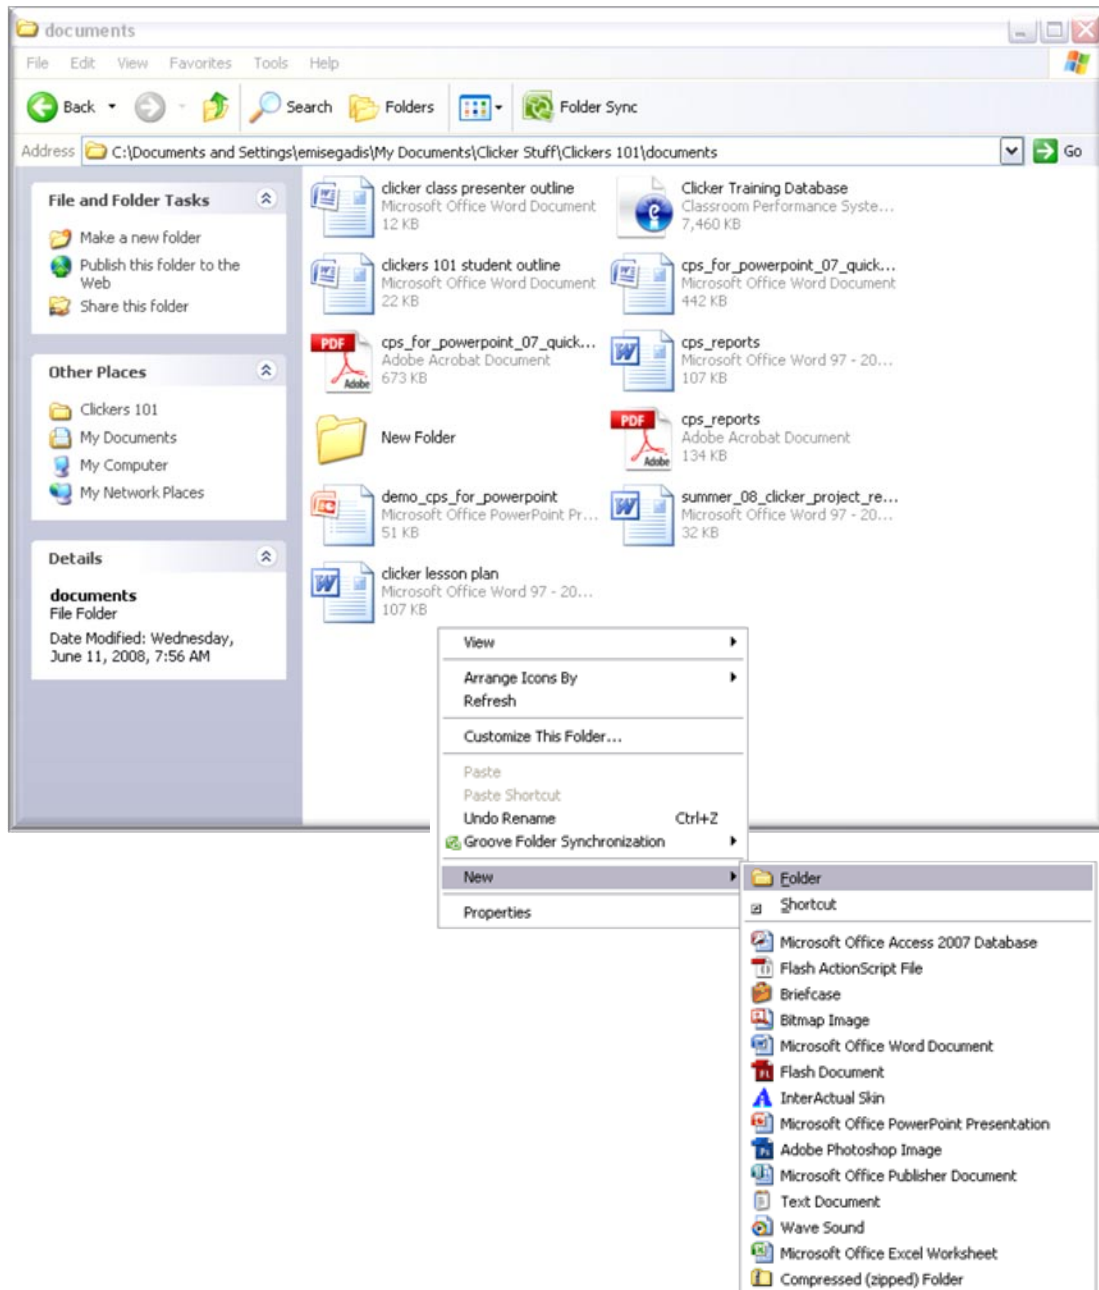 documents
File Edit View Favorites Tools Help
Back Search Folders Folder Sync
Address C:\Documents and Settings\emisegadis\My Documents\Clicker Stuff\Clickers 101\documents Go
File and Folder Tasks
Make a new folder
Publish this folder to the
Web
Share this folder
Other Places
Clickers 101
My Documents
My Computer
My Network Places
Details
documents
File Folder
Date Modified: Wednesday,
June 11, 2008, 7:56 AM
clicker class presenter outline
Microsoft Office Word Document
12 KB
Clicker Training Database
Classroom Performance Syste...
7,460 KB
clickers 101 student outline
Microsoft Office Word Document
22 KB
cps_for_powerpoint_07_quick...
Microsoft Office Word Document
442 KB
PDF
Adobe
cps_for_powerpoint_07_quick...
Adobe Acrobat Document
673 KB
cps_reports
Microsoft Office Word 97 - 20...
107 KB
New Folder
PDF
Adobe
cps_reports
Adobe Acrobat Document
134 KB
demo_cps_for_powerpoint
Microsoft Office PowerPoint Pr...
51 KB
summer_08_clicker_project_re...
Microsoft Office Word 97 - 20...
32 KB
clicker lesson plan
Microsoft Office Word 97 - 20...
107 KB
View
Arrange Icons By
Refresh
Customize This Folder...
Paste
Paste Shortcut
Undo Rename Ctrl+Z
Groove Folder Synchronization
New
Properties
Folder
Shortcut
Microsoft Office Access 2007 Database
Flash ActionScript File
Briefcase
Bitmap Image
Microsoft Office Word Document
Flash Document
InterActual Skin
Microsoft Office PowerPoint Presentation
Adobe Photoshop Image
Microsoft Office Publisher Document
Text Document
Wave Sound
Microsoft Office Excel Worksheet
Compressed (zipped) Folder